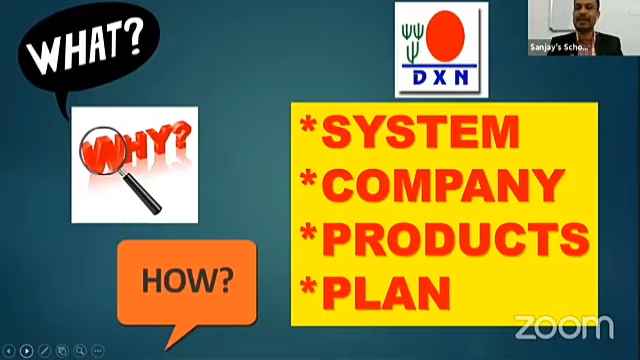 WHAT?
WHY?
HOW?
DXN
*SYSTEM
*COMPANY
*PRODUCTS
*PLAN
Sanjay's Scho...
zoom